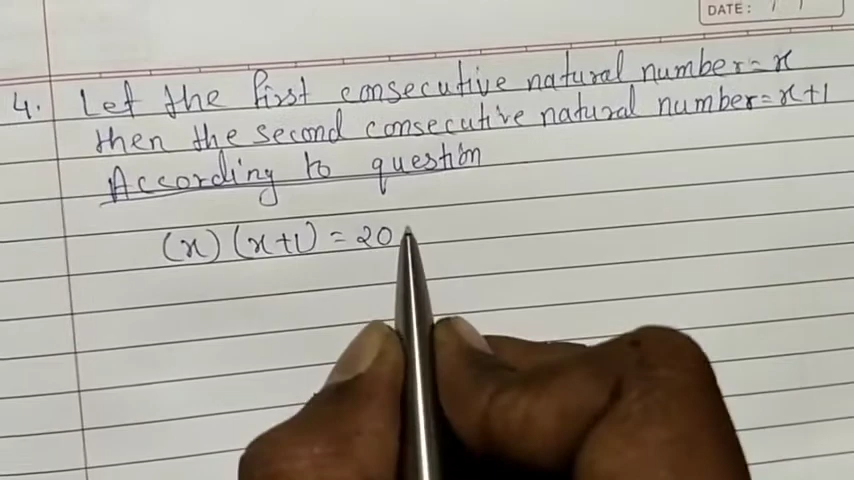 DATE: / /
4. Let the first consecutive natural number = x
then the second consecutive natural number = x+1
According to question
(x) (x+1) = 20